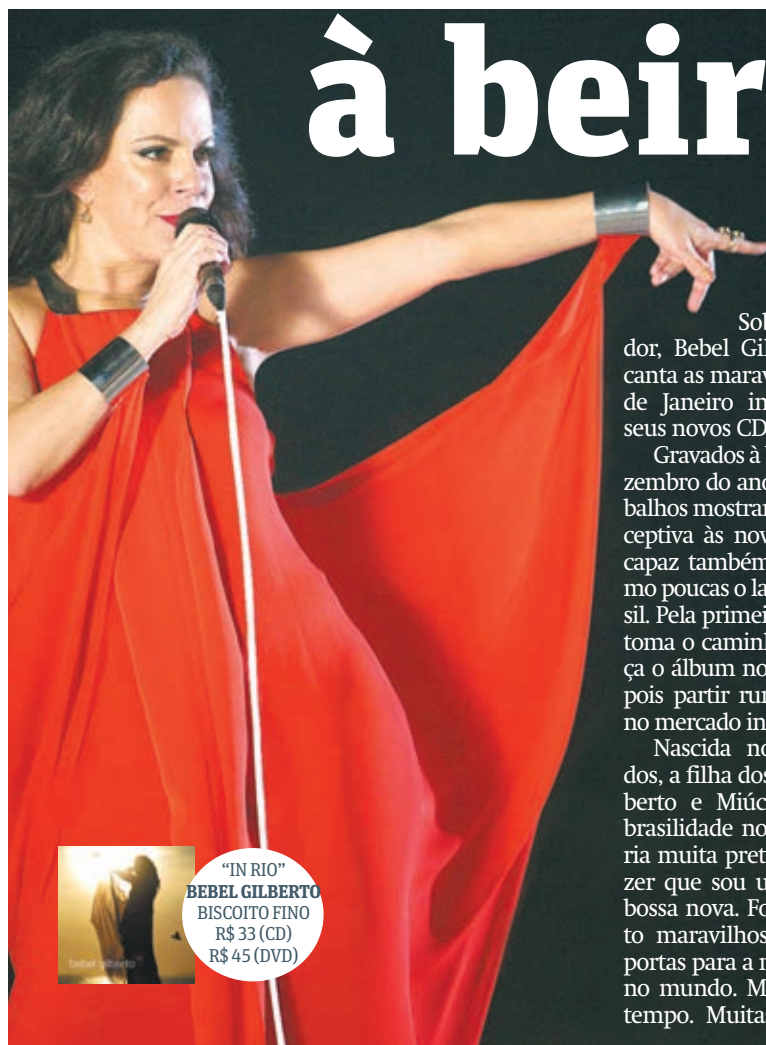 à beir
Sob
dor, Bebel Gil
canta as marav
de Janeiro in
seus novos CD
Gravados à
zembro do ano
balhos mostrar
ceptiva às nov
capaz também
mo poucas o la
sil. Pela primei
toma o caminh
ça o álbum no
pois partir rur
no mercado in
Nascida no
dos, a filha dos
berto e Miúc
brasilidade no
ria muita pret
zer que sou u
bossa nova. Fo
to maravilhos
portas para a n
no mundo. M
tempo. Muitas
bebel gilberto
“IN RIO”
BEBEL GILBERTO
BISCOITO FINO
R$ 33 (CD)
R$ 45 (DVD)